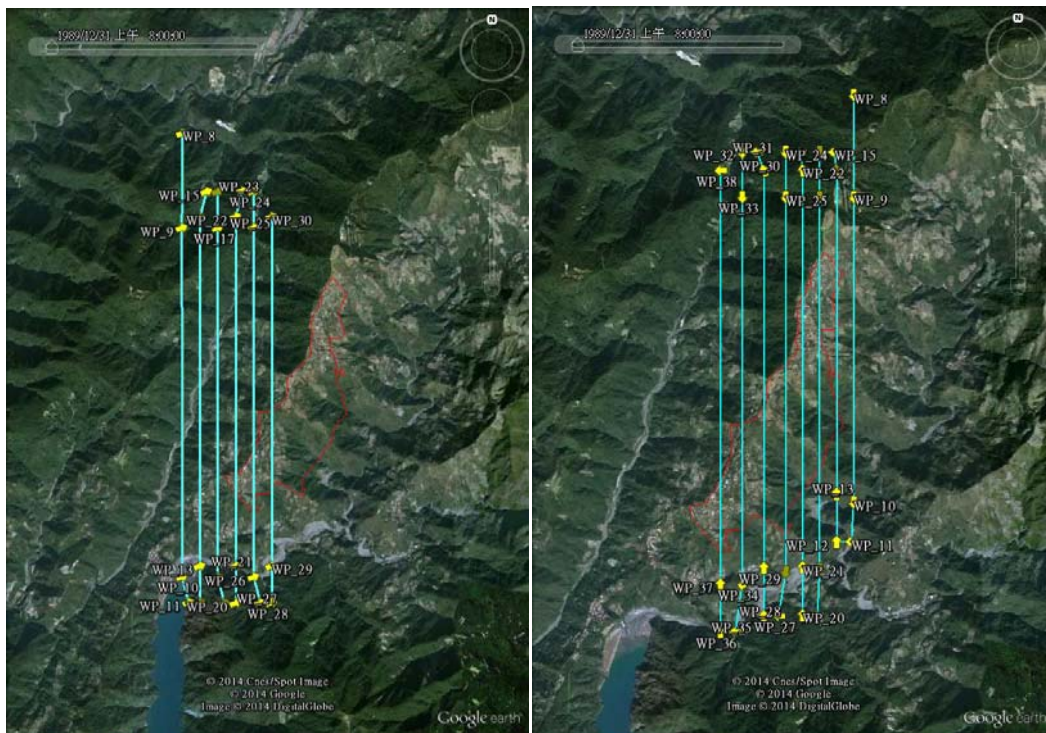 1989/12/31 上午 8:00:00
N
WP_8
WP_15
WP_23
WP_24
WP_9
WP_22
WP_25
WP_30
WP_17
WP_13
WP_21
WP_10
WP_26
WP_29
WP_11
WP_20
WP_27
WP_28
© 2014 Cnes/Spot Image
© 2014 Google
Image © 2014 DigitalGlobe
Google earth
1989/12/31 上午 8:00:00
N
WP_8
WP_32
WP_31
WP_24
WP_15
WP_30
WP_22
WP_38
WP_33
WP_25
WP_9
WP_13
WP_10
WP_12
WP_11
WP_37
WP_29
WP_21
WP_34
WP_28
WP_20
WP_35
WP_27
WP_36
© 2014 Cnes/Spot Image
© 2014 Google
Image © 2014 DigitalGlobe
Google earth